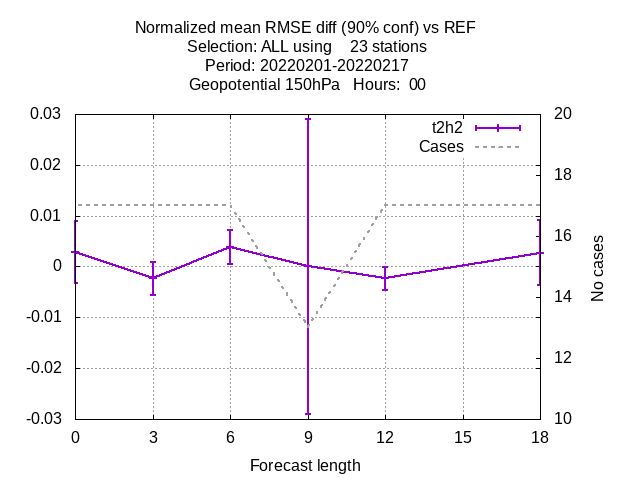 Normalized mean RMSE diff (90% conf) vs REF
Selection: ALL using    23 stations
Period: 20220201-20220217
Geopotential 150hPa   Hours:  00
0.03
0.02
0.01
0
-0.01
-0.02
-0.03
t2h2
Cases
20
18
16
14
12
10
No cases
0 3 6 9 12 15 18
Forecast length